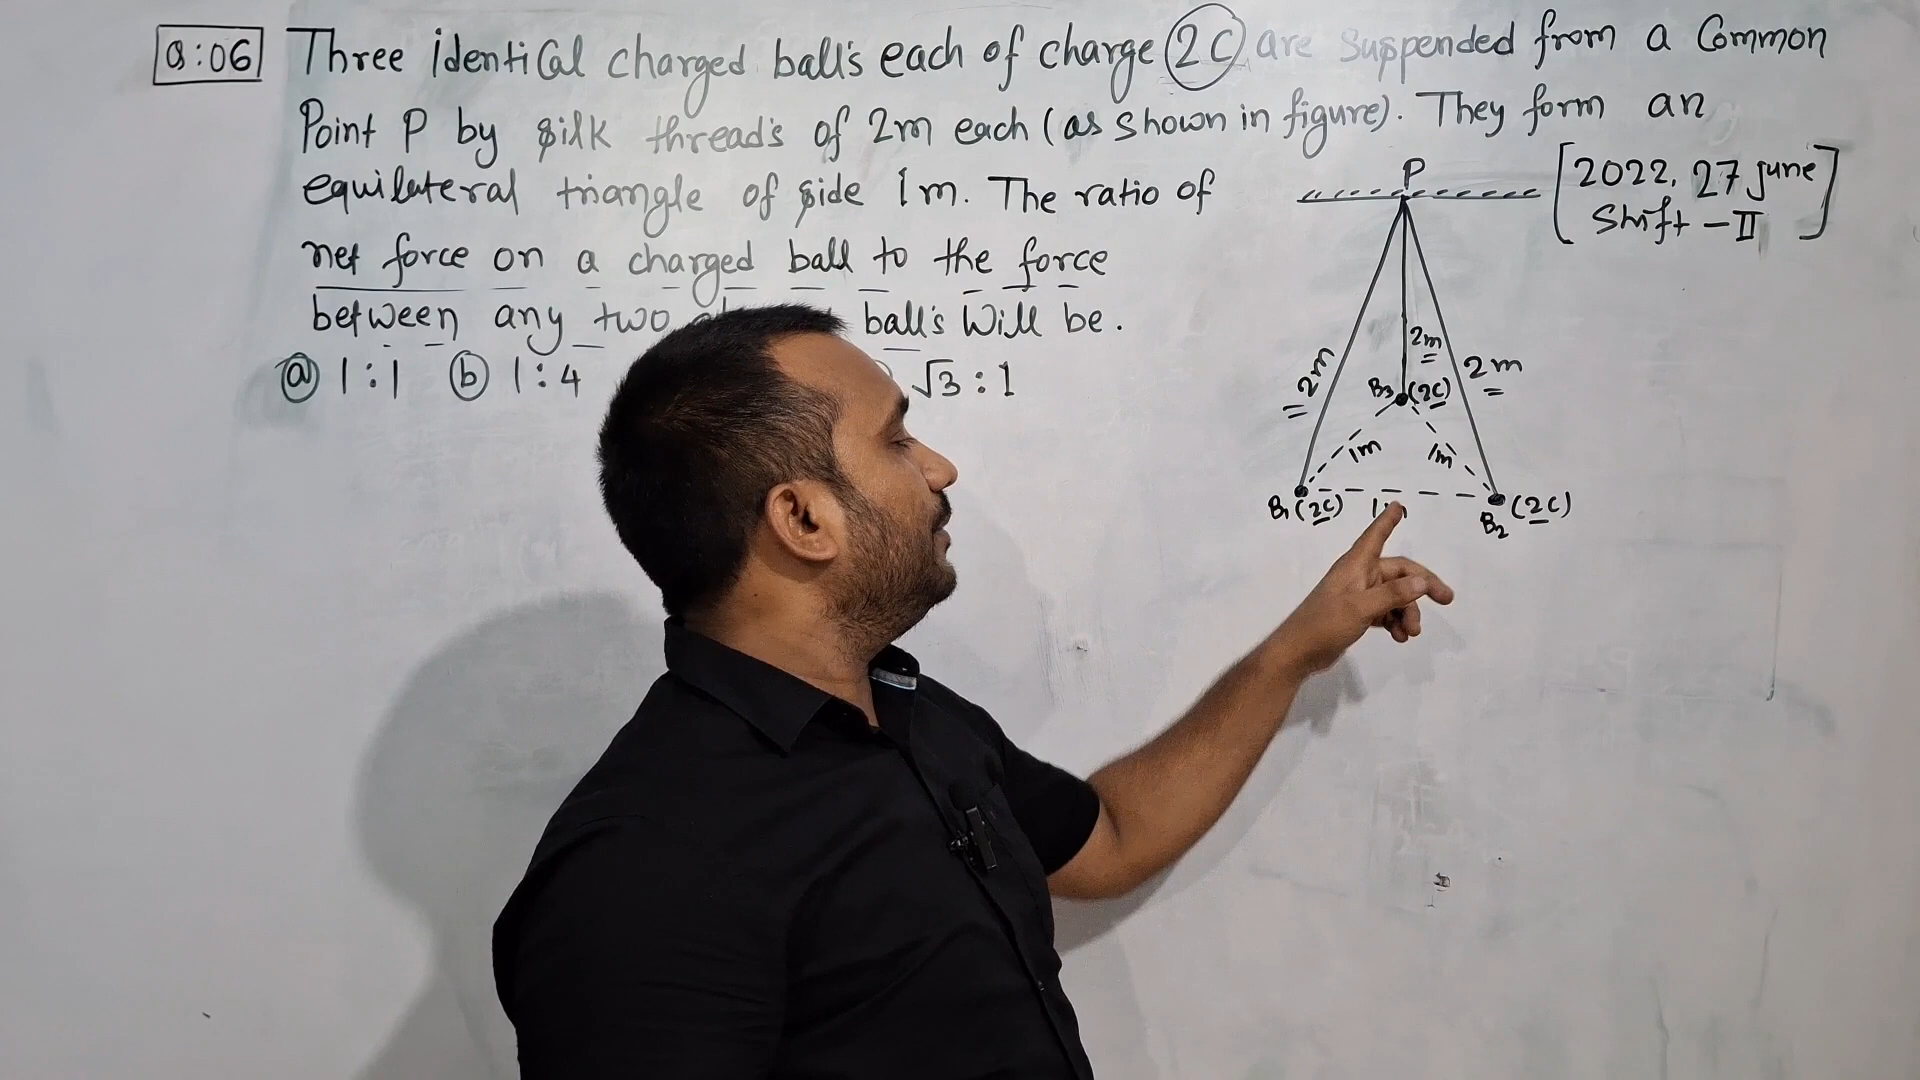 Q:06 Three identical charged ball's each of charge 2C are suspended from a Common
Point P by silk thread's of 2m each (as shown in figure). They form an
equilateral triangle of side 1m. The ratio of
net force on a charged ball to the force
between any two ball's Will be.
(a) 1:1 (b) 1:4 √3:1
[2022, 27 june
Shift-II]
P
2m
2m
2m
B3 (2C)
1m
1m
B1 (2C)
B2 (2C)